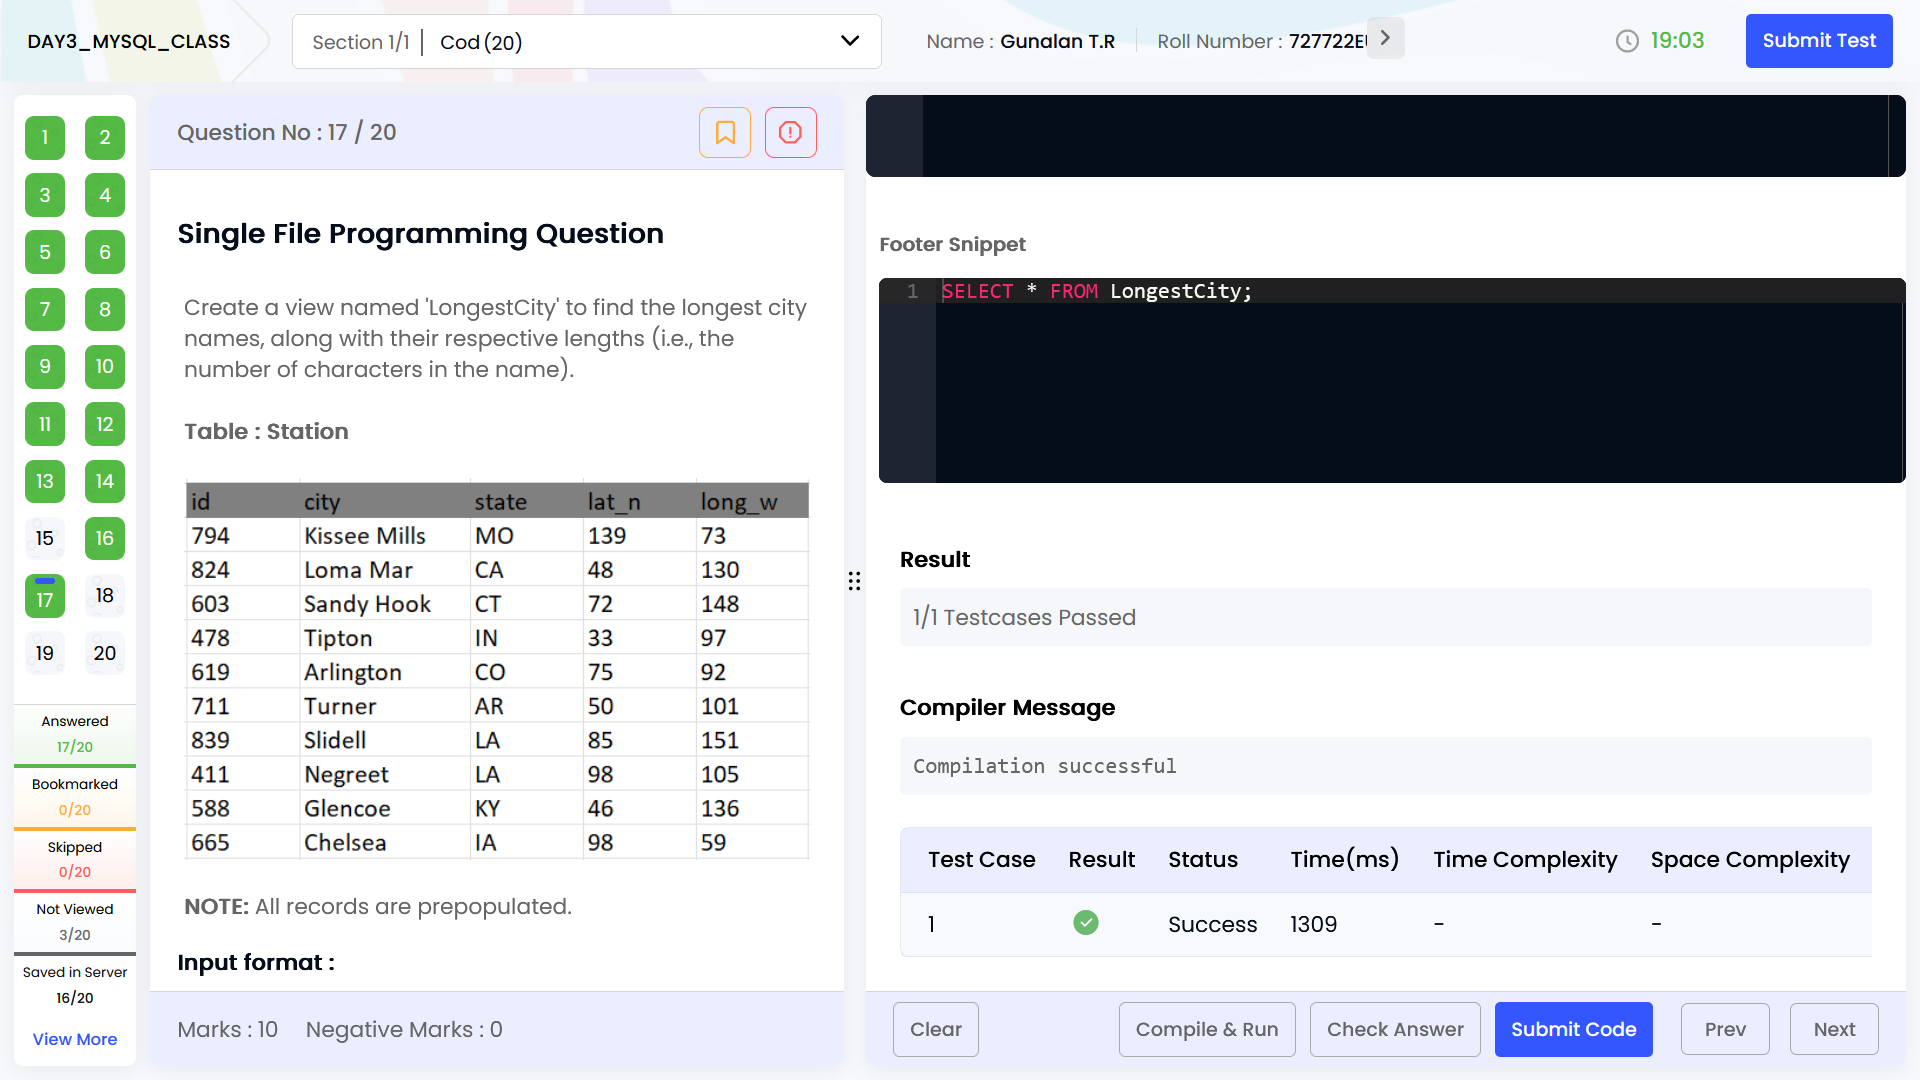 DAY3_MYSQL_CLASS
Section 1/1 | Cod (20)
Name : Gunalan T.R
Roll Number :
19:03
Submit Test
1 2
3 4
5 6
7 8
9 10
11 12
13 14
15 16
17 18
19 20
Answered
17/20
Bookmarked
0/20
Skipped
0/20
Not Viewed
3/20
Saved in Server
16/20
View More
Question No : 17 / 20
Single File Programming Question
Create a view named 'LongestCity' to find the longest city
names, along with their respective lengths (i.e., the
number of characters in the name).
Table : Station
id city state lat_n long_w
794 Kissee Mills MO 139 73
824 Loma Mar CA 48 130
603 Sandy Hook CT 72 148
478 Tipton IN 33 97
619 Arlington CO 75 92
711 Turner AR 50 101
839 Slidell LA 85 151
411 Negreet LA 98 105
588 Glencoe KY 46 136
665 Chelsea IA 98 59
NOTE: All records are prepopulated.
Input format :
Marks : 10 Negative Marks : 0
Footer Snippet
1 SELECT * FROM LongestCity;
Result
1/1 Testcases Passed
Compiler Message
Compilation successful
Test Case Result Status Time(ms) Time Complexity Space Complexity
1 Success 1309 - -
Clear Compile & Run Check Answer Submit Code Prev Next